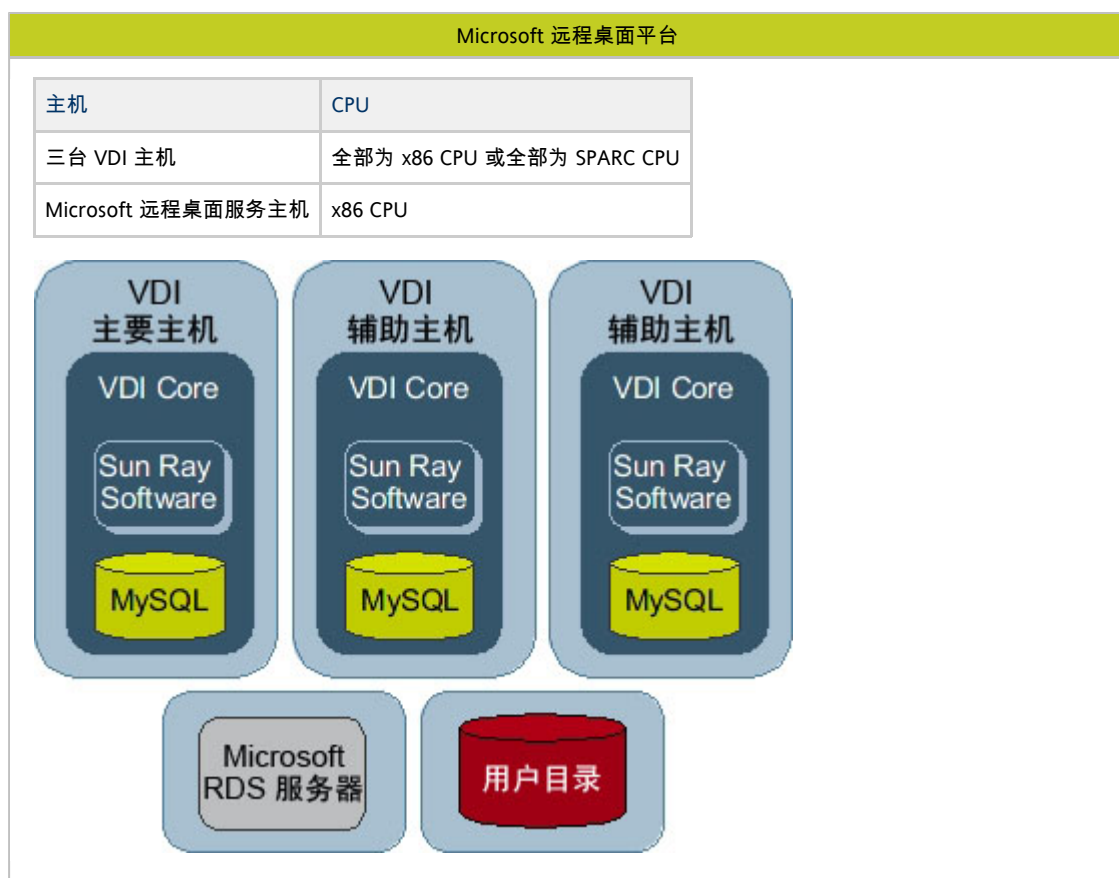 Microsoft 远程桌面平台
主机 CPU
三台 VDI 主机 全部为 x86 CPU 或全部为 SPARC CPU
Microsoft 远程桌面服务主机 x86 CPU
VDI
主要主机
VDI Core
Sun Ray
Software
MySQL
VDI
辅助主机
VDI Core
Sun Ray
Software
MySQL
VDI
辅助主机
VDI Core
Sun Ray
Software
MySQL
Microsoft
RDS 服务器
用户目录